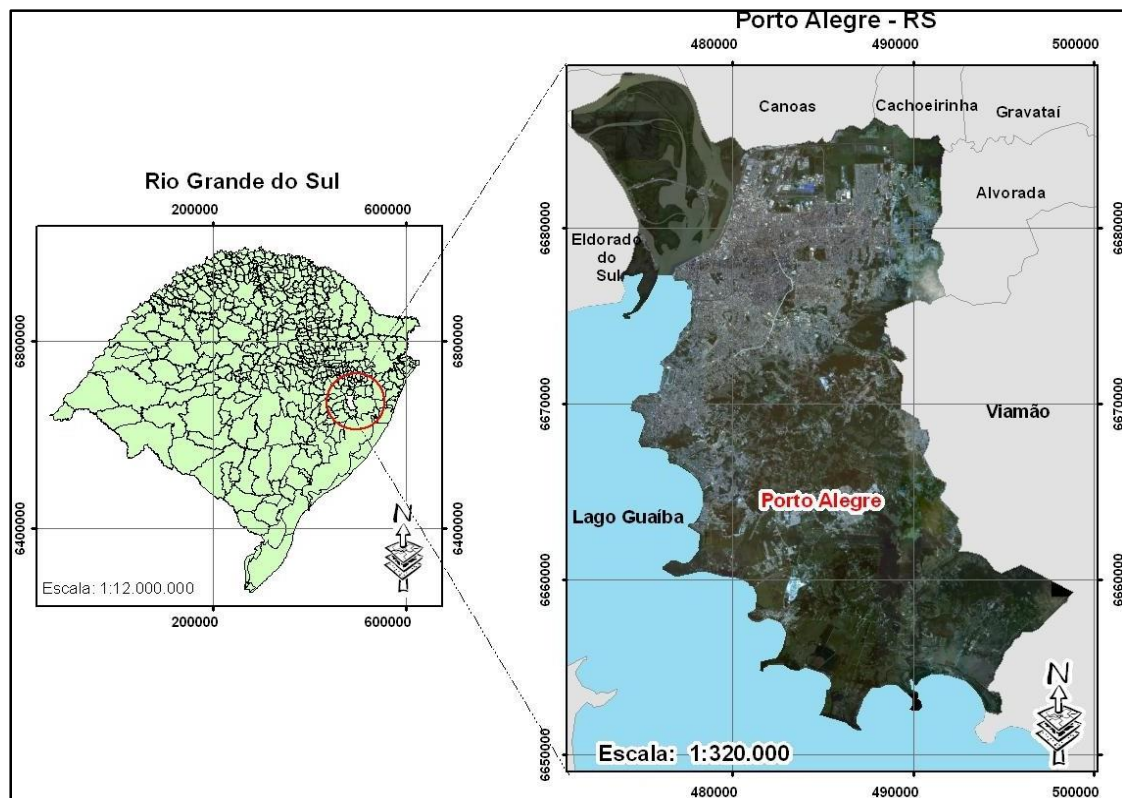 Porto Alegre - RS
480000
490000
500000
Canoas
Cachoeirinha
Gravataí
Alvorada
Eldorado
do
Sul
Viamão
Porto Alegre
Lago Guaíba
N
Escala: 1:320.000
6680000
6670000
6660000
6650000
6680000
6670000
6660000
6650000
480000
490000
500000
Rio Grande do Sul
200000
600000
6800000
6400000
6800000
6400000
N
Escala: 1:12.000.000
200000
600000